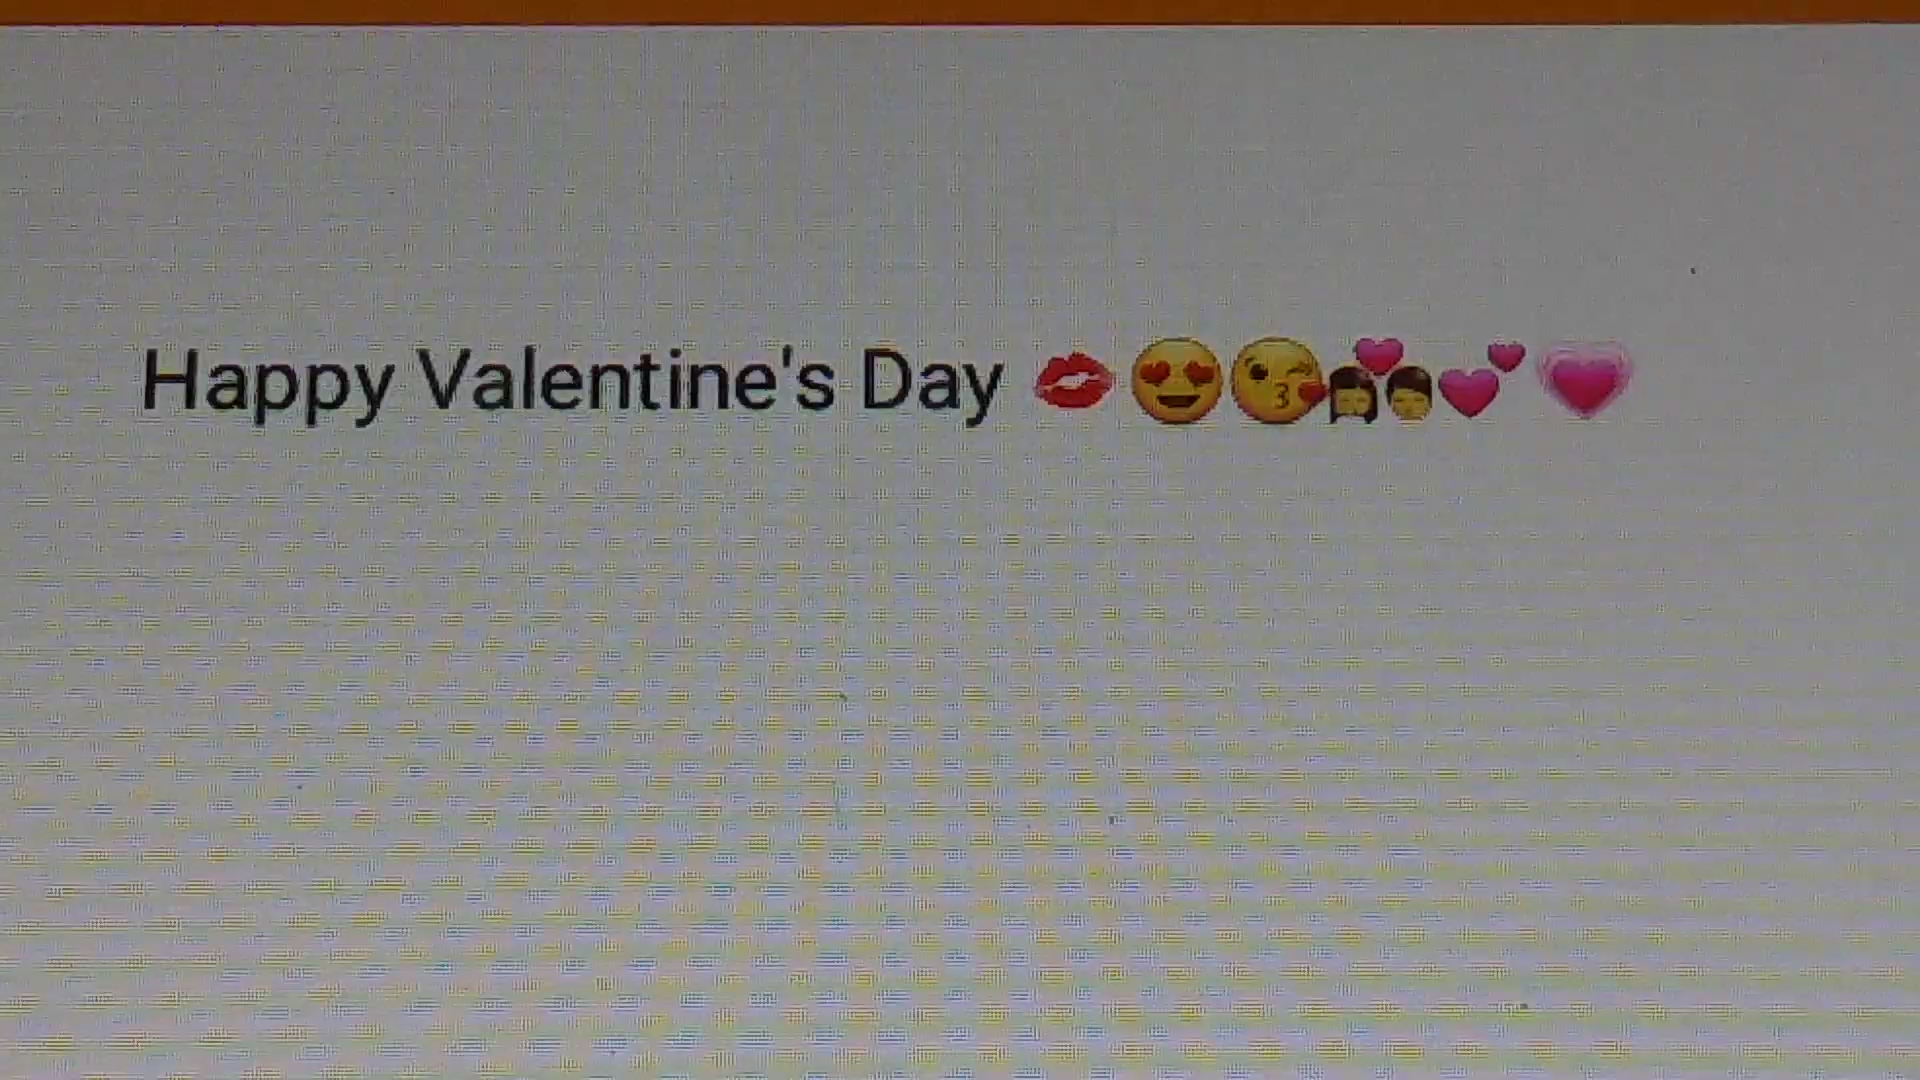 Happy Valentine's Day 💋😍😘💏💕💗